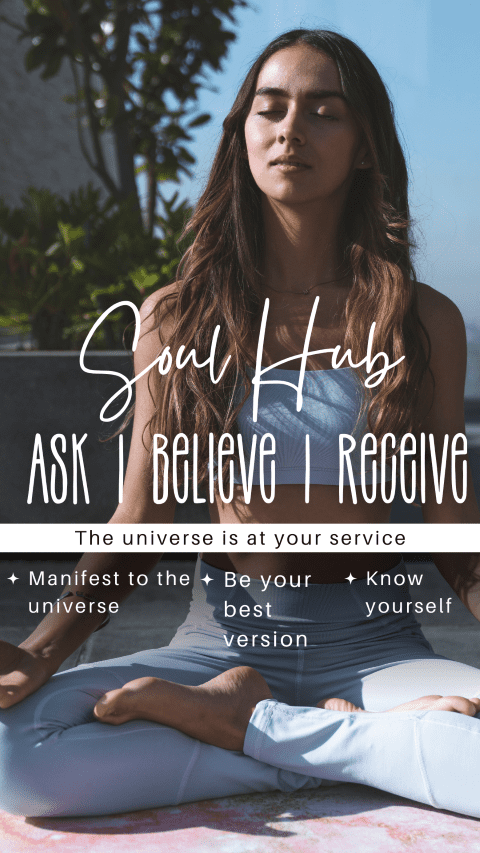 Soul Hub
ASK | BELIEVE | RECEIVE
The universe is at your service
✦ Manifest to the universe
✦ Be your best version
✦ Know yourself